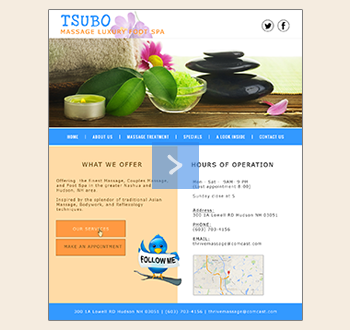 TSUBO
MASSAGE LUXURY FOOT SPA
HOME | ABOUT US | MASSAGE TREATMENT | SPECIALS | A LOOK INSIDE | CONTACT US
WHAT WE OFFER
Offering the Finest Massage, Couples Massage,
and Foot Spa in the greater Nashua and
Hudson, NH area.
Inspired by the splendor of traditional Asian
Massage, Bodywork, and Reflexology
techniques.
OUR SERVICES
MAKE AN APPOINTMENT
HOURS OF OPERATION
Mon - Sat : 9AM- 9 PM
(Last appointment 8:00)
Sunday
Address:
300 1A Lowell RD Hudson NH 03051
PHONE:
(603) 703-4156
EMAIL:
thrivemassage@comcast.com
FOLLOW ME
300 1A Lowell RD Hudson NH 03051 | (603) 703-4156 | thrivemassage@comcast.com